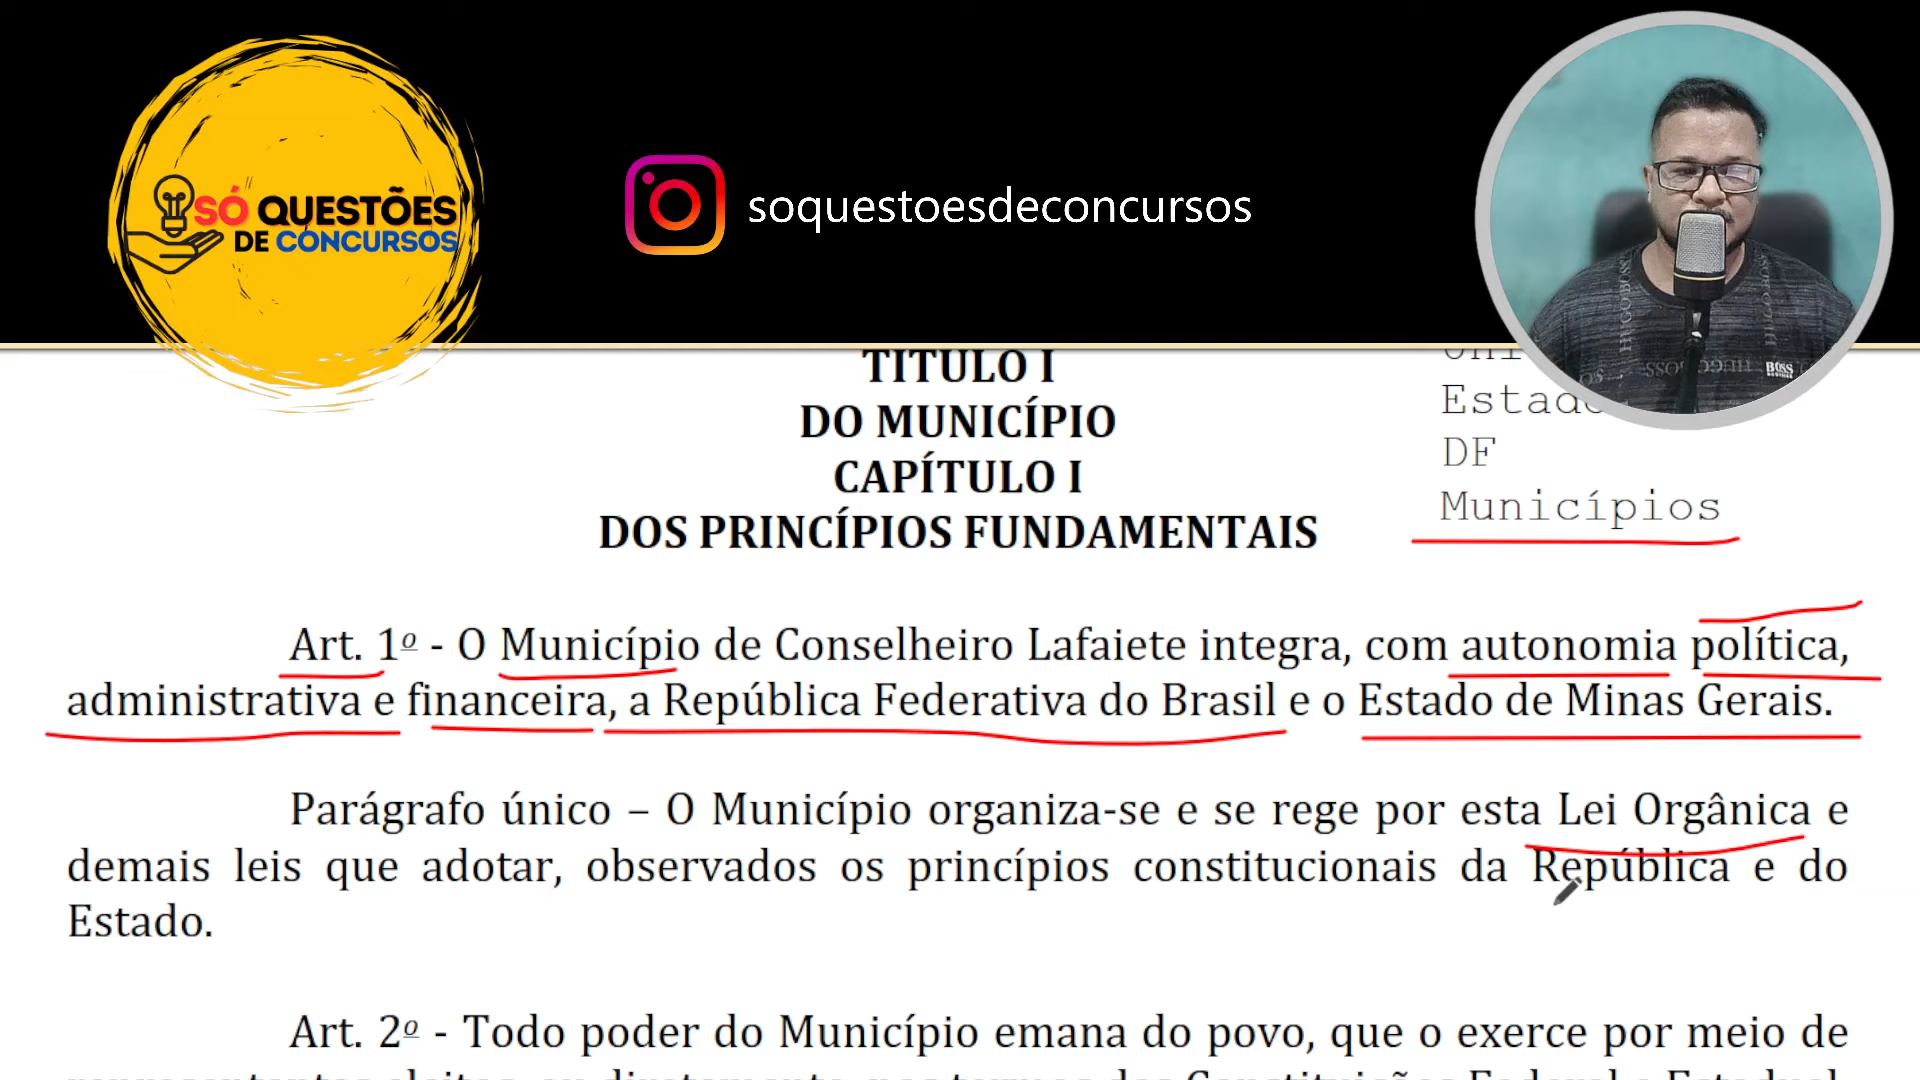 SÓ QUESTÕES
DE CONCURSOS
soquestoesdeconcursos
HUGO BOSS
BOSS
TÍTULO I
DO MUNICÍPIO
CAPÍTULO I
DOS PRINCÍPIOS FUNDAMENTAIS
DF
Municípios
Art. 1º - O Município de Conselheiro Lafaiete integra, com autonomia política,
administrativa e financeira, a República Federativa do Brasil e o Estado de Minas Gerais.
Parágrafo único – O Município organiza-se e se rege por esta Lei Orgânica e
demais leis que adotar, observados os princípios constitucionais da República e do
Estado.
Art. 2º - Todo poder do Município emana do povo, que o exerce por meio de